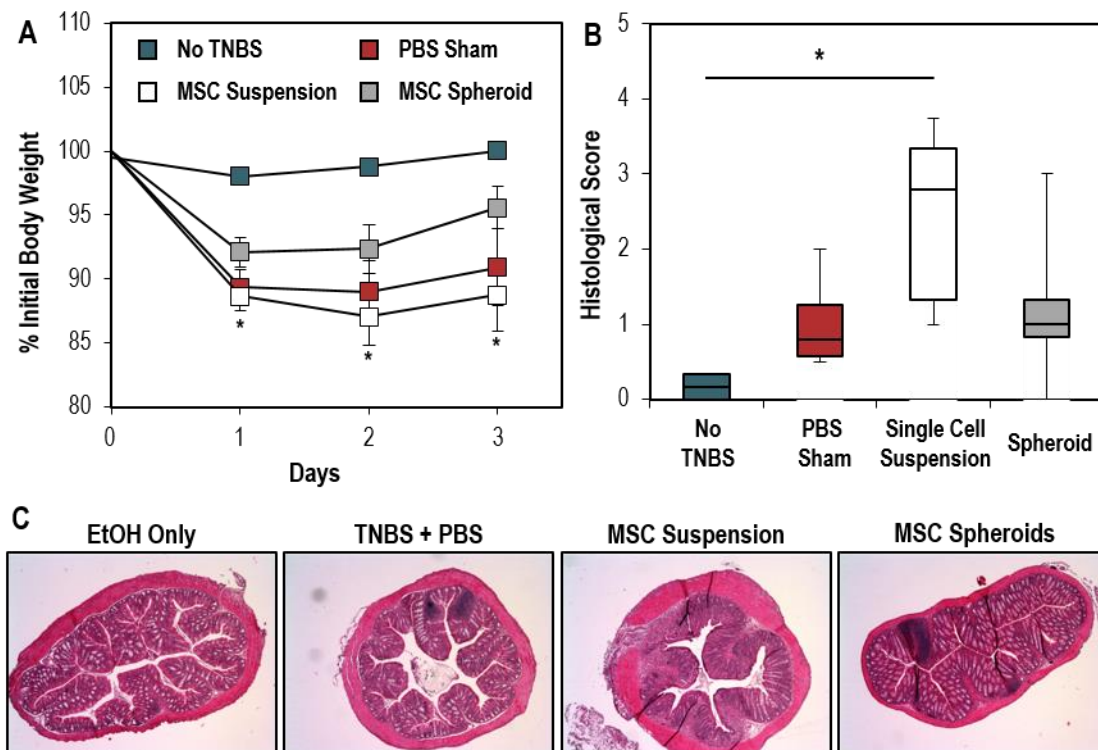 A
No TNBS
PBS Sham
MSC Suspension
MSC Spheroid
% Initial Body Weight
110
105
100
95
90
85
80
*
*
*
0
1
2
3
Days
B
Histological Score
5
4
3
2
1
0
*
No
TNBS
PBS
Sham
Single Cell
Suspension
Spheroid
C
EtOH Only
TNBS + PBS
MSC Suspension
MSC Spheroids